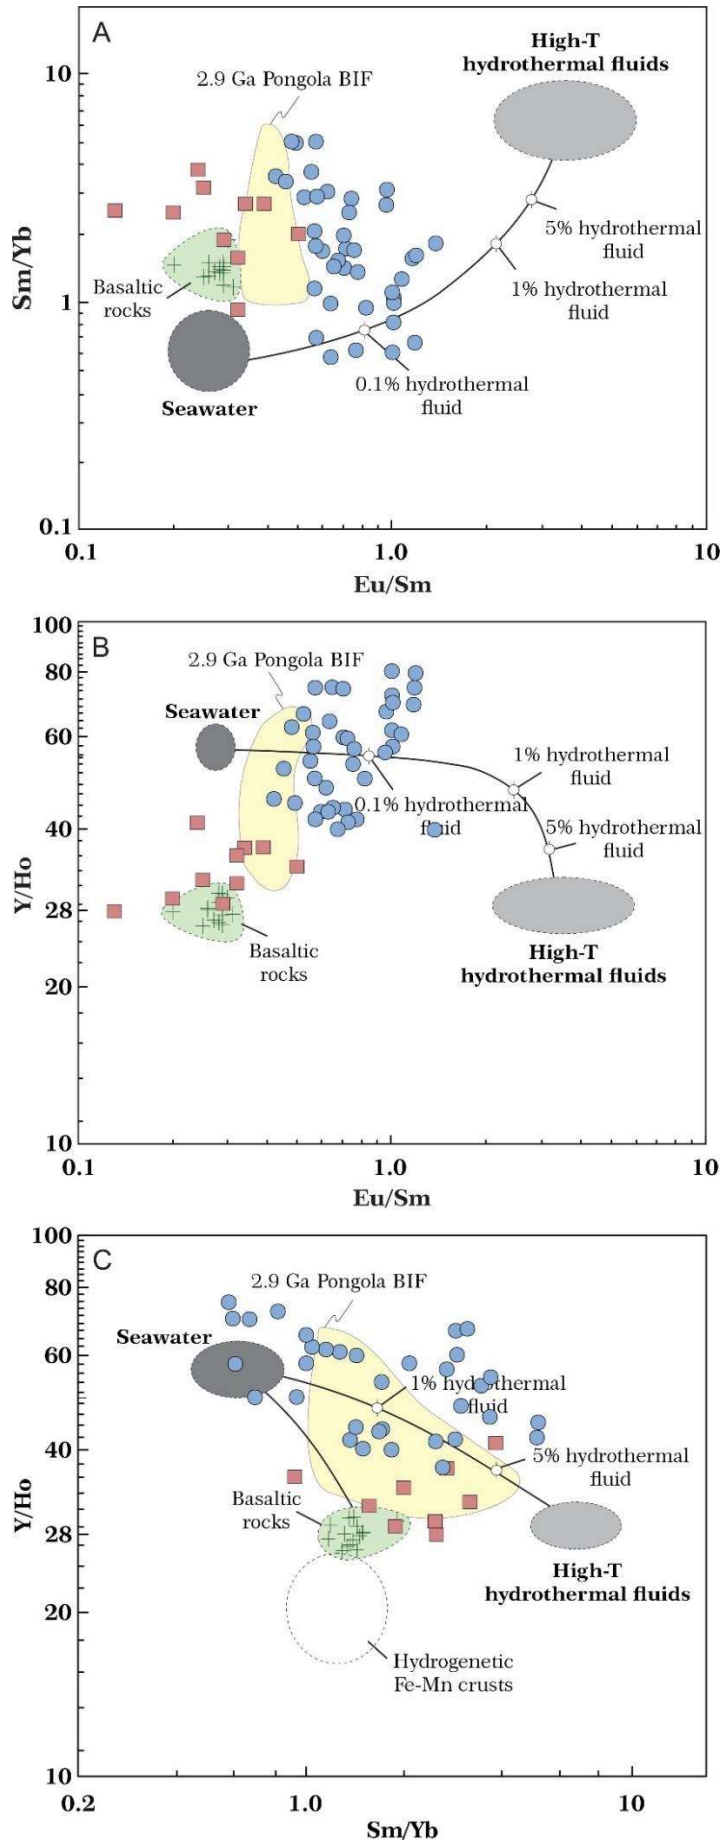 A
High-T
hydrothermal fluids
2.9 Ga Pongola BIF
10
5% hydrothermal
fluid
1% hydrothermal
fluid
Basaltic
rocks
Sm/Yb
1
0.1% hydrothermal
fluid
Seawater
0.1
0.1
1.0
10
Eu/Sm
100
B
2.9 Ga Pongola BIF
80
Seawater
60
1% hydrothermal
fluid
0.1% hydrothermal
fluid
5% hydrothermal
fluid
40
Y/Ho
28
Basaltic
rocks
High-T
hydrothermal fluids
20
10
0.1
1.0
10
Eu/Sm
100
C
2.9 Ga Pongola BIF
80
Seawater
60
1% hydrothermal
fluid
40
5% hydrothermal
fluid
Basaltic
rocks
Y/Ho
28
High-T
hydrothermal fluids
20
Hydrogenetic
Fe-Mn crusts
10
0.2
1.0
10
Sm/Yb